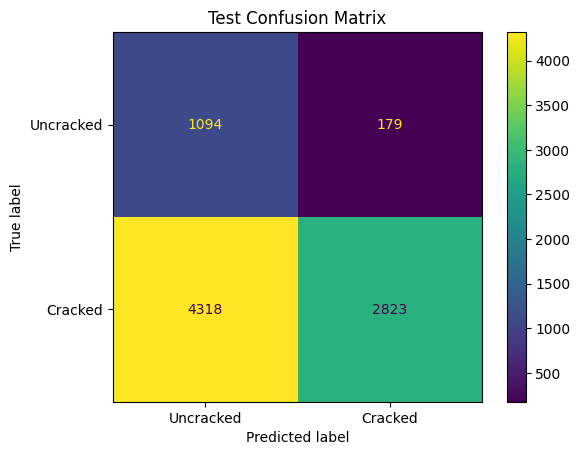 Test Confusion Matrix
True label
Uncracked
1094
179
Cracked
4318
2823
Uncracked
Cracked
Predicted label
4000
3500
3000
2500
2000
1500
1000
500